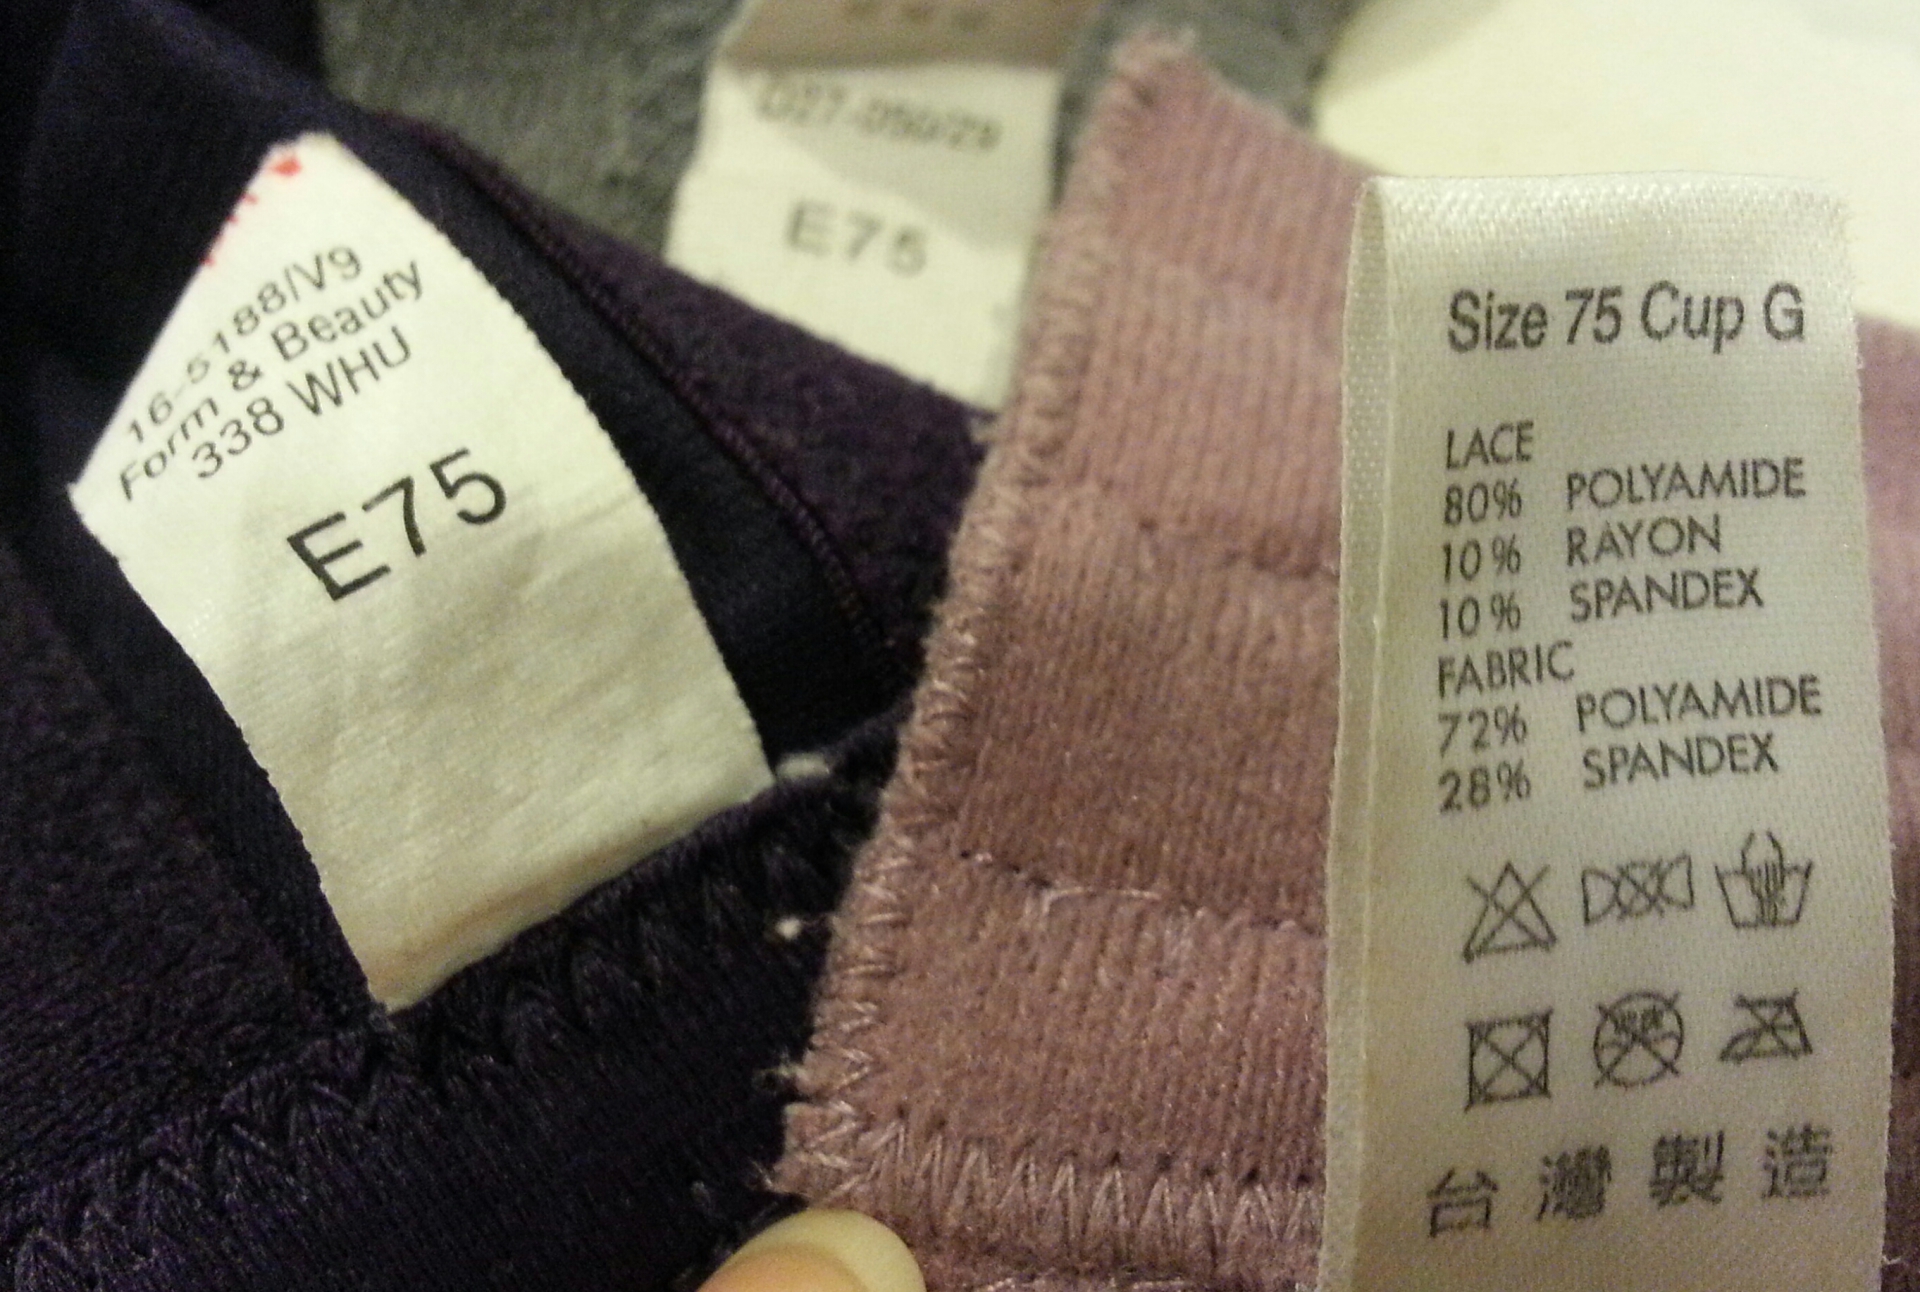 16-5188/V9
Form & Beauty
338 WHU
E75
E75
Size 75 Cup G
LACE
80% POLYAMIDE
10% RAYON
10% SPANDEX
FABRIC
72% POLYAMIDE
28% SPANDEX
台灣製造